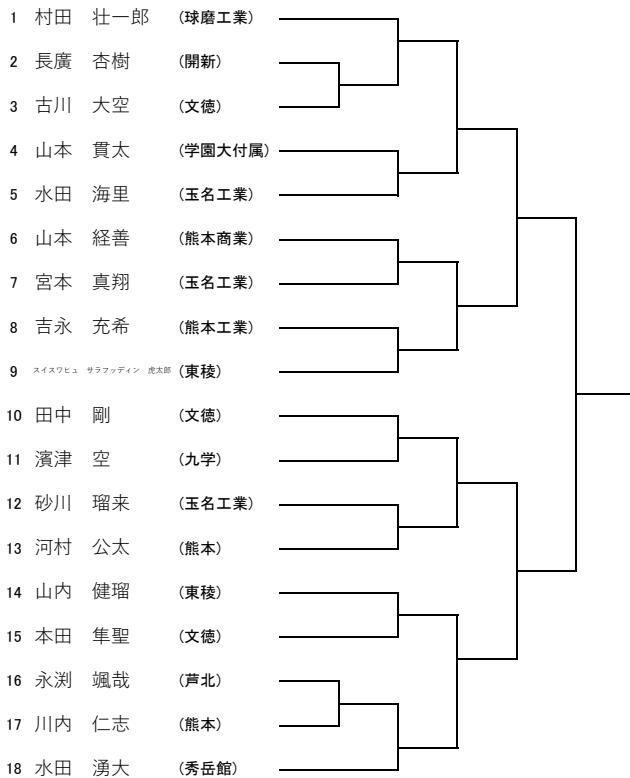 1 村田 壮一郎 (球磨工業)
2 長廣 杏樹 (開新)
3 古川 大空 (文徳)
4 山本 貫太 (学園大付属)
5 水田 海里 (玉名工業)
6 山本 経善 (熊本商業)
7 宮本 真翔 (玉名工業)
8 吉永 充希 (熊本工業)
9 スイスワヒュ サラフッディン 虎太郎 (東稜)
10 田中 剛 (文徳)
11 濱津 空 (九学)
12 砂川 瑠来 (玉名工業)
13 河村 公太 (熊本)
14 山内 健瑠 (東稜)
15 本田 隼聖 (文徳)
16 永渕 颯哉 (芦北)
17 川内 仁志 (熊本)
18 水田 湧大 (秀岳館)